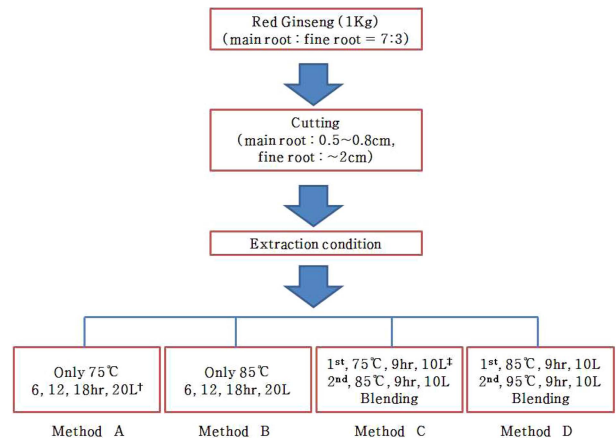 Red Ginseng (1Kg)
(main root : fine root = 7:3)
Cutting
(main root : 0.5~0.8cm,
fine root : ~2cm)
Extraction condition
Only 75℃
6, 12, 18hr, 20L†
Only 85℃
6, 12, 18hr, 20L
1st, 75℃, 9hr, 10L‡
2nd, 85℃, 9hr, 10L
Blending
1st, 85℃, 9hr, 10L
2nd, 95℃, 9hr, 10L
Blending
Method A
Method B
Method C
Method D